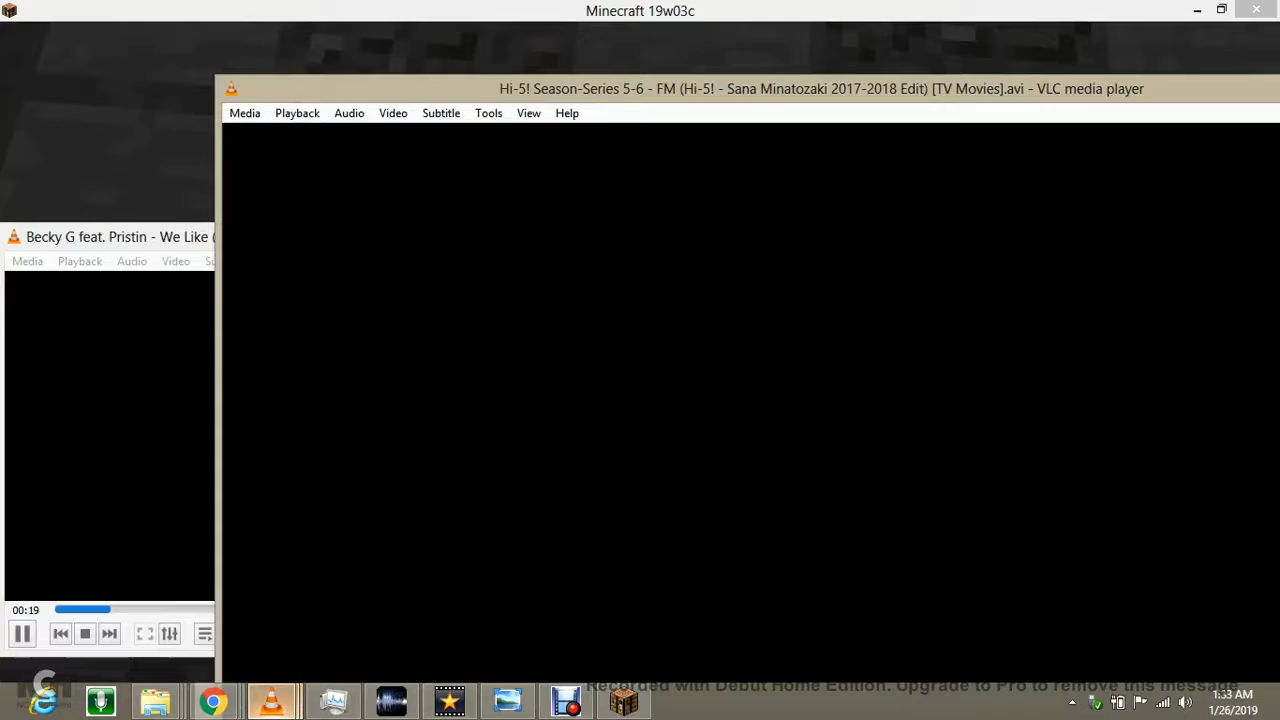 Minecraft 19w03c
Hi-5! Season-Series 5-6 - FM (Hi-5! - Sana Minatozaki 2017-2018 Edit) [TV Movies].avi - VLC media player
Media Playback Audio Video Subtitle Tools View Help
Becky G feat. Pristin - We Like (
Media Playback Audio Video Su
00:19
Recorded with Debut Home Edition. Upgrade to Pro to remove this message
1:33 AM
1/26/2019